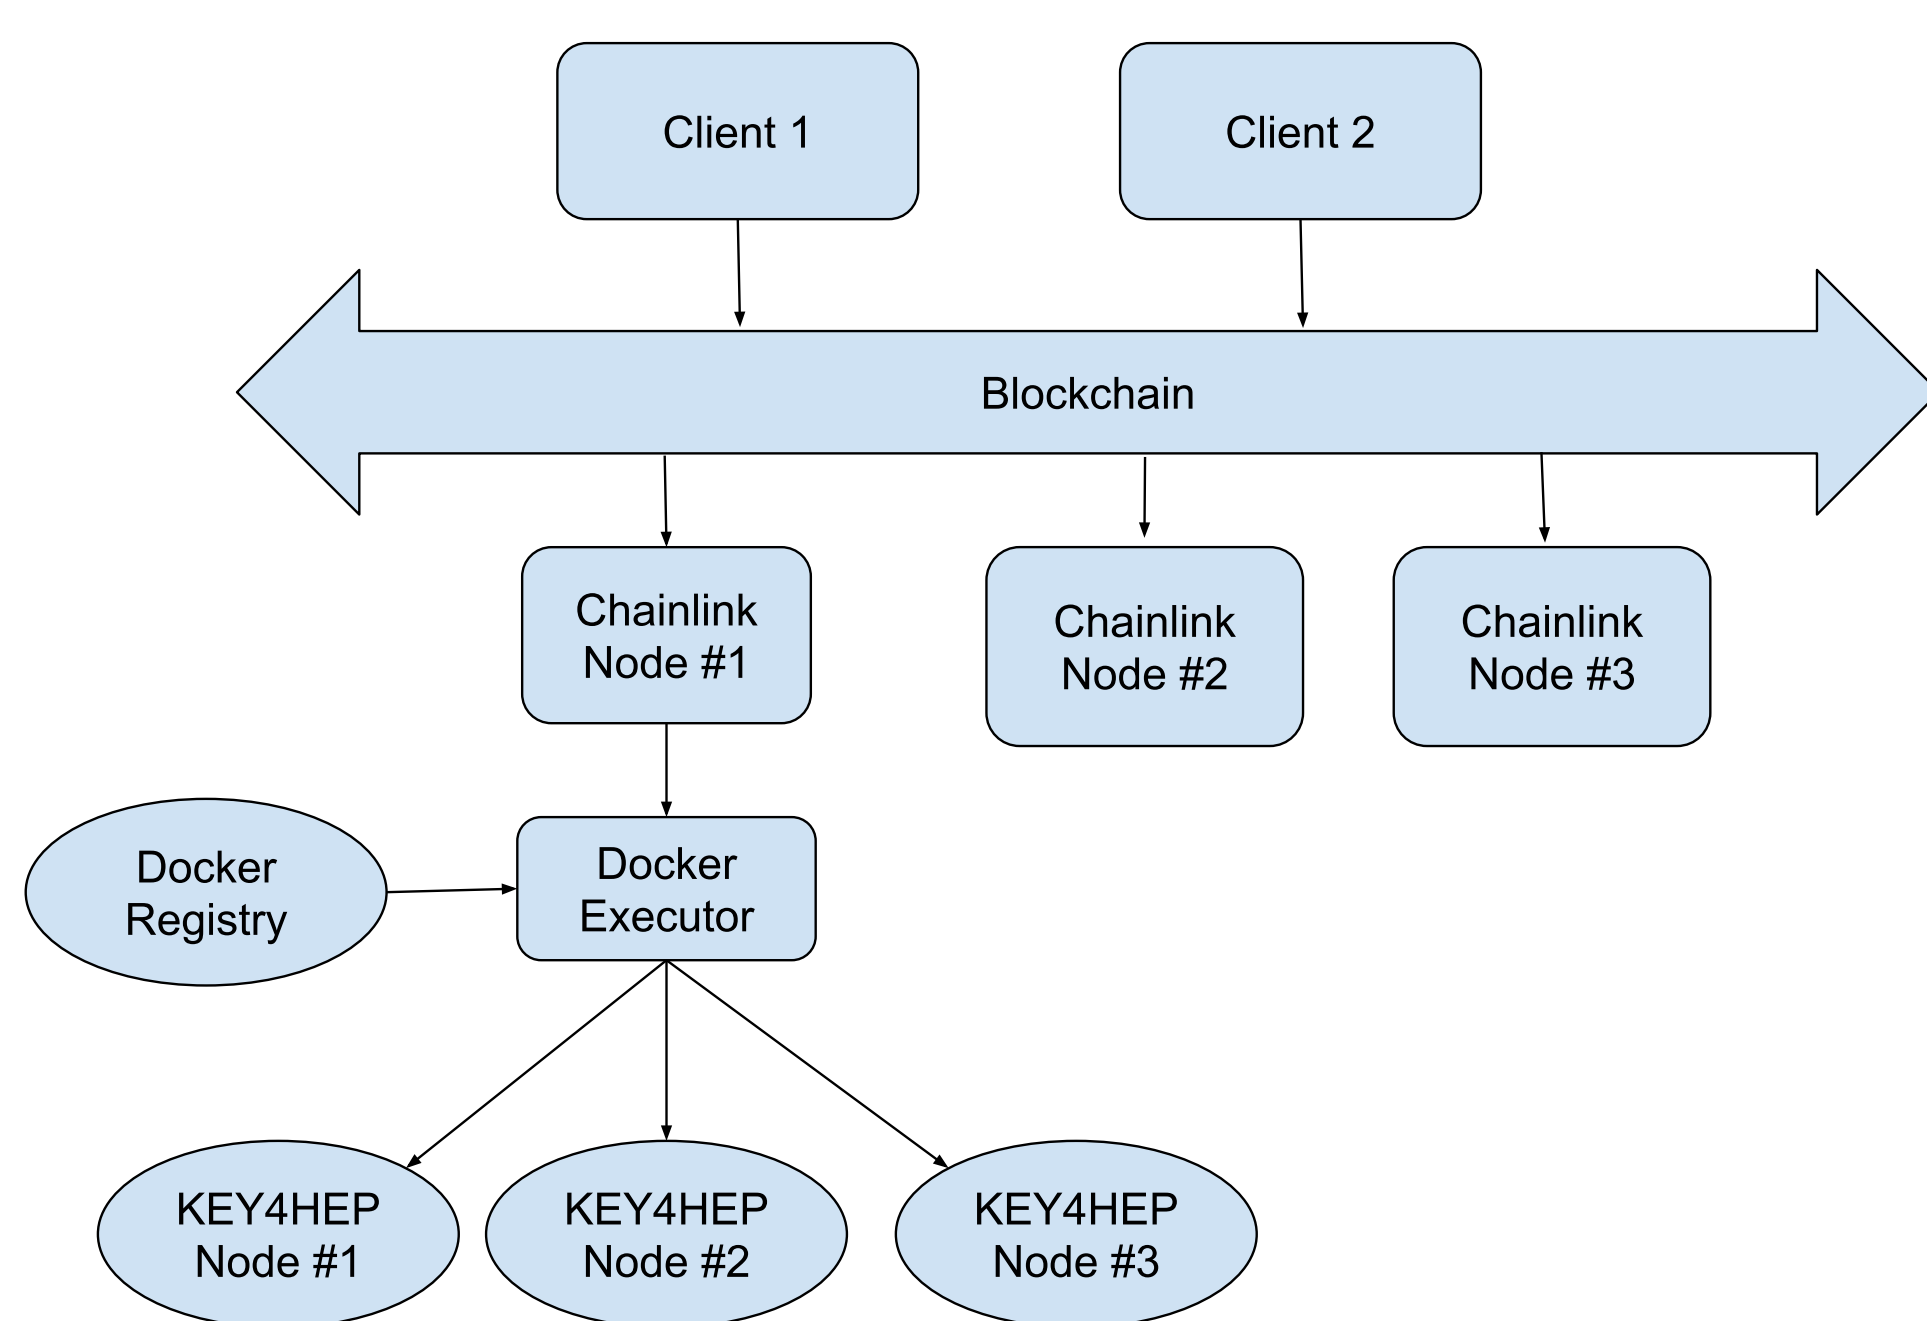 Client 1
Client 2
Blockchain
Chainlink
Node #1
Chainlink
Node #2
Chainlink
Node #3
Docker
Registry
Docker
Executor
KEY4HEP
Node #1
KEY4HEP
Node #2
KEY4HEP
Node #3